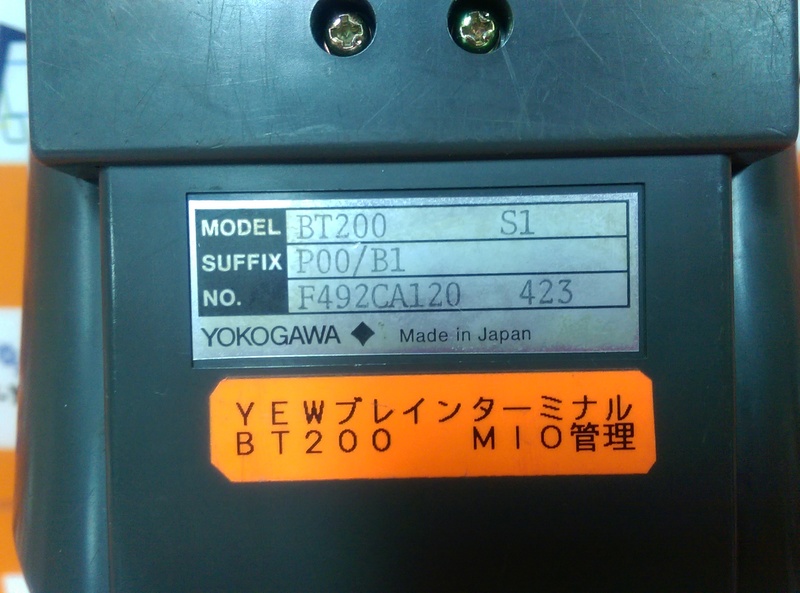 MODEL BT200 S1
SUFFIX P00/B1
NO. F492CA120 423
YOKOGAWA ◆ Made in Japan
YEWブレインターミナル
BT200 MIO管理